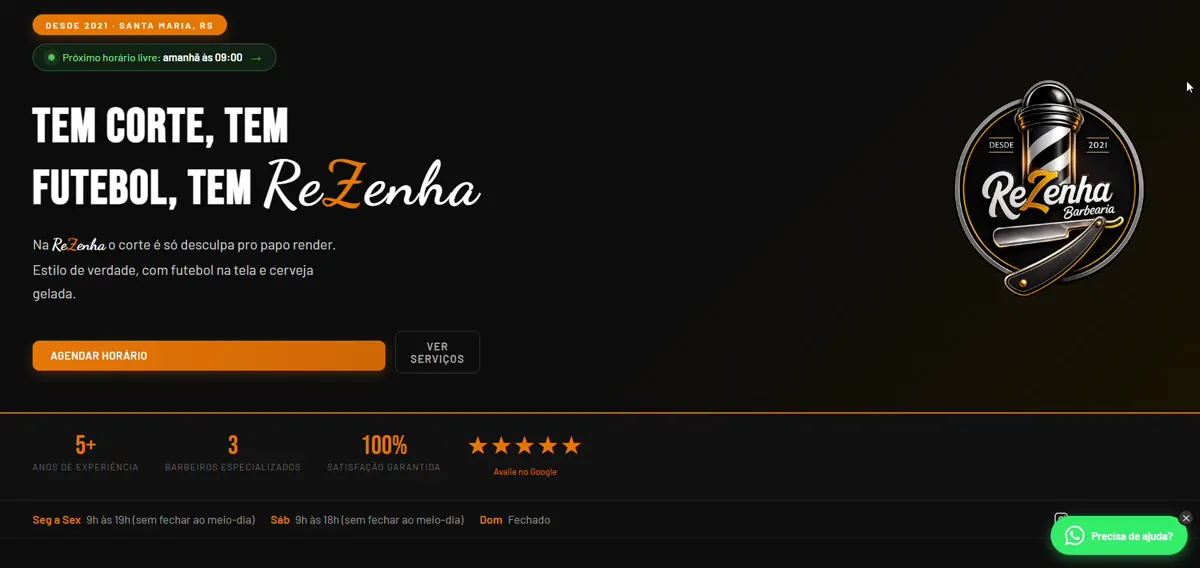 DESDE 2021 · SANTA MARIA, RS
Próximo horário livre: amanhã às 09:00 →
TEM CORTE, TEM
FUTEBOL, TEM ReZenha
Na ReZenha o corte é só desculpa pro papo render.
Estilo de verdade, com futebol na tela e cerveja
gelada.
AGENDAR HORÁRIO
VER
SERVIÇOS
DESDE
2021
ReZenha
Barbearia
5+
ANOS DE EXPERIÊNCIA
3
BARBEIROS ESPECIALIZADOS
100%
SATISFAÇÃO GARANTIDA
★★★★★
Avalie no Google
Seg a Sex 9h às 19h (sem fechar ao meio-dia) Sáb 9h às 18h (sem fechar ao meio-dia) Dom Fechado
Precisa de ajuda?